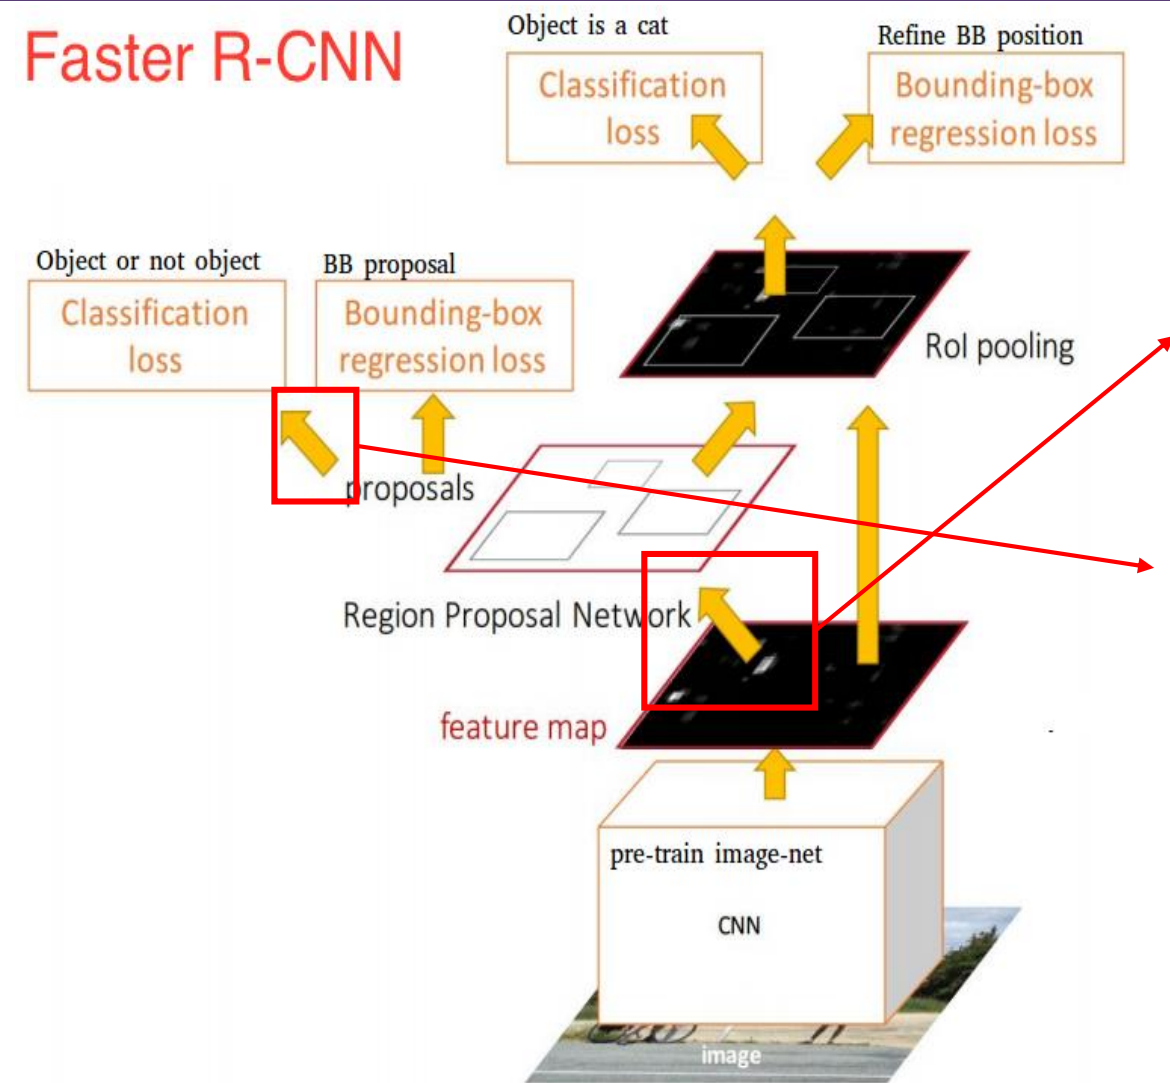 Faster R-CNN
Object is a cat
Refine BB position
Classification
loss
Bounding-box
regression loss
Object or not object
BB proposal
Classification
loss
Bounding-box
regression loss
RoI pooling
proposals
Region Proposal Network
feature map
pre-train image-net
CNN
image